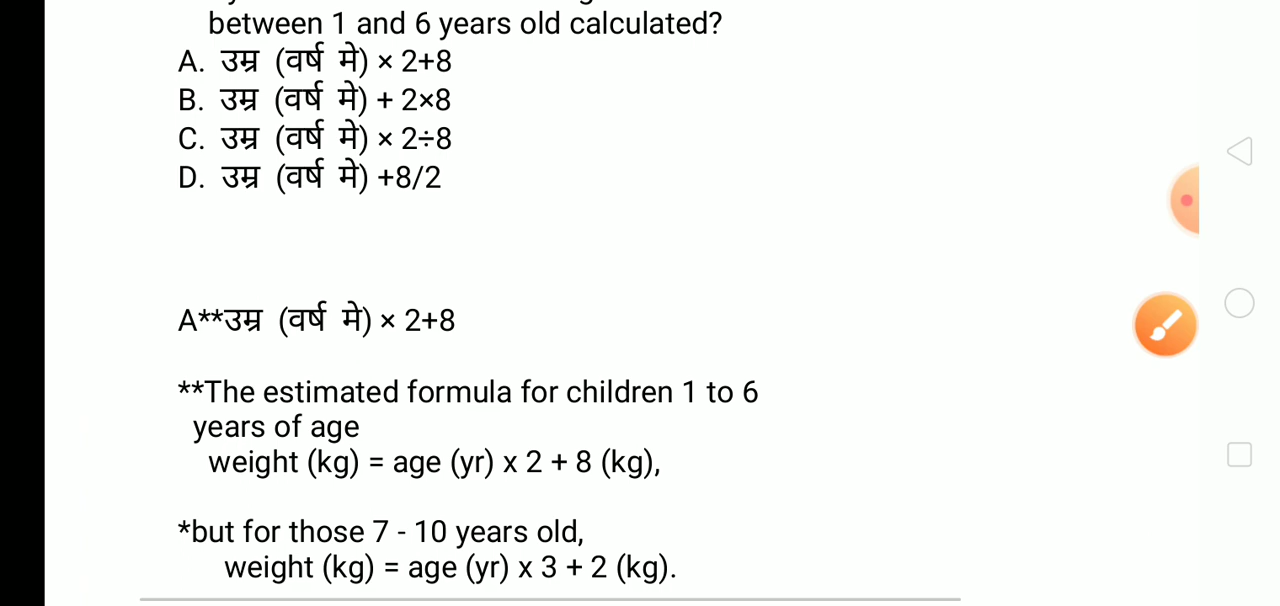 between 1 and 6 years old calculated?
A. उम्र (वर्ष मे) × 2+8
B. उम्र (वर्ष मे) + 2×8
C. उम्र (वर्ष मे) × 2÷8
D. उम्र (वर्ष मे) +8/2
A**उम्र (वर्ष मे) × 2+8
**The estimated formula for children 1 to 6
years of age
weight (kg) = age (yr) x 2 + 8 (kg),
*but for those 7 - 10 years old,
weight (kg) = age (yr) x 3 + 2 (kg).